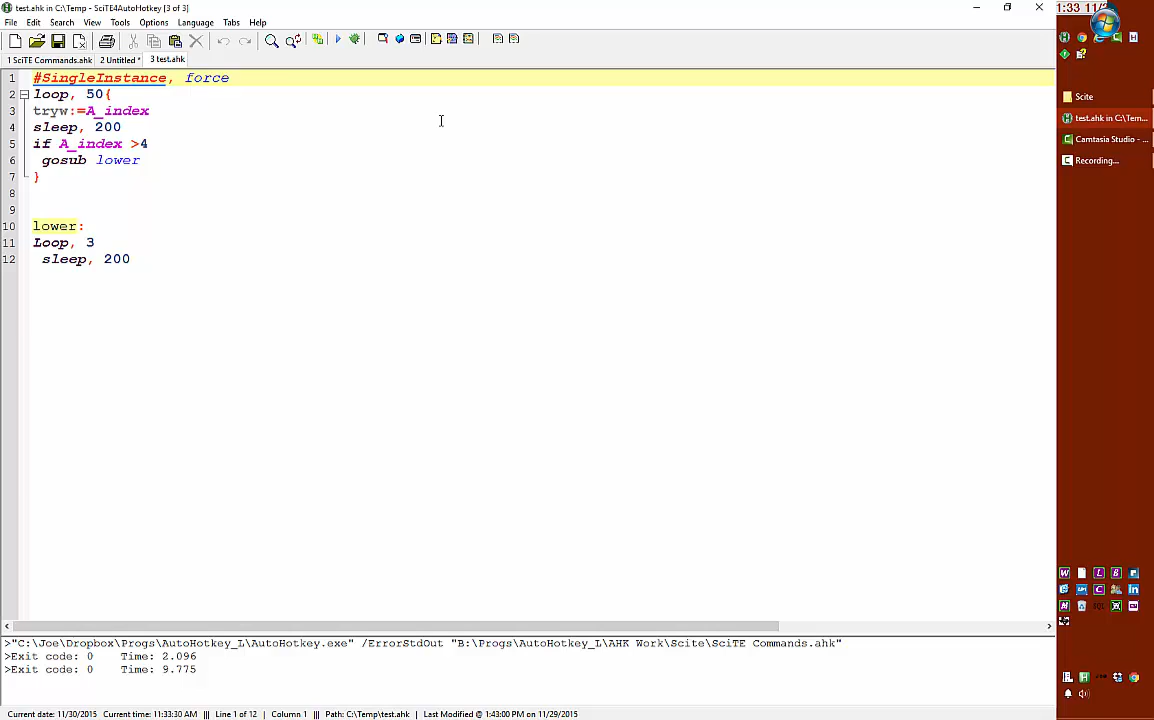 test.ahk in C:\Temp - SciTE4AutoHotkey [3 of 3]
1:33 11/
File Edit Search View Tools Options Language Tabs Help
1 SciTE Commands.ahk 2 Untitled * 3 test.ahk
1 #SingleInstance, force
2 loop, 50{
3 tryw:=A_index
4 sleep, 200
5 if A_index >4
6 gosub lower
7 }
8
9
10 lower:
11 Loop, 3
12 sleep, 200
Scite
test.ahk in C:\Tem...
Camtasia Studio - ...
Recording...
>"C:\Joe\Dropbox\Progs\AutoHotkey_L\AutoHotkey.exe" /ErrorStdOut "B:\Progs\AutoHotkey_L\AHK Work\Scite\SciTE Commands.ahk"
>Exit code: 0 Time: 2.096
>Exit code: 0 Time: 9.775
Current date: 11/30/2015 Current time: 11:33:30 AM ||| Line 1 of 12 ||| Column 1 ||| Path: C:\Temp\test.ahk ||| Last Modified @ 1:43:00 PM on 11/29/2015